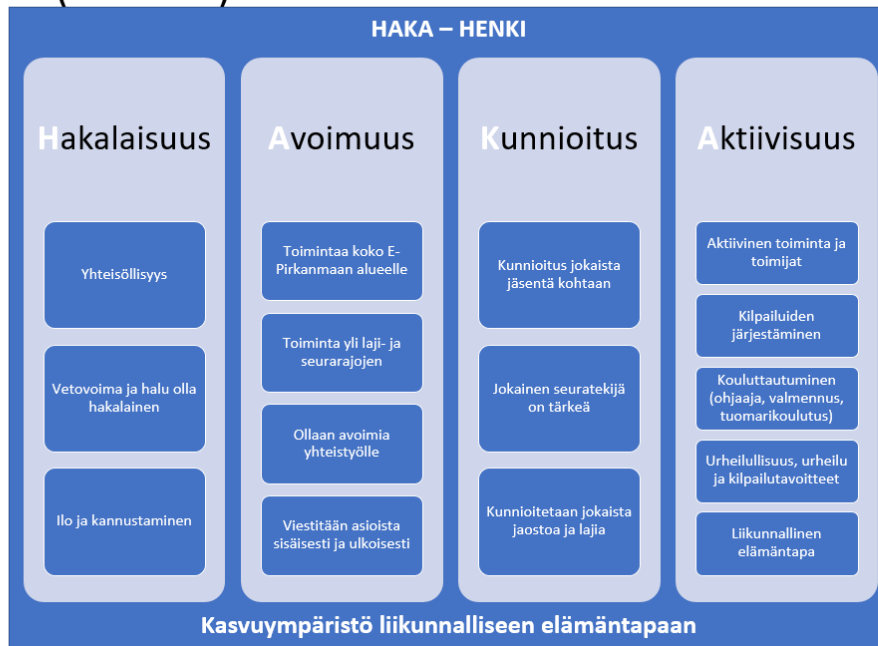 HAKA – HENKI
Hakalaisuus
Yhteisöllisyys
Vetovoima ja halu olla
hakalainen
Ilo ja kannustaminen
Avoimuus
Toimintaa koko E-
Pirkanmaan alueelle
Toiminta yli laji- ja
seurarajojen
Ollaan avoimia
yhteistyölle
Viestitään asioista
sisäisesti ja ulkoisesti
Kunnioitus
Kunnioitus jokaista
jäsentä kohtaan
Jokainen seuratekijä
on tärkeä
Kunnioitetaan jokaista
jaostoa ja lajia
Aktiivisuus
Aktiivinen toiminta ja
toimijat
Kilpailuiden
järjestäminen
Kouluttautuminen
(ohjaaja, valmennus,
tuomarikoulutus)
Urheilullisuus, urheilu
ja kilpailutavoitteet
Liikunnallinen
elämäntapa
Kasvuympäristö liikunnalliseen elämäntapaan